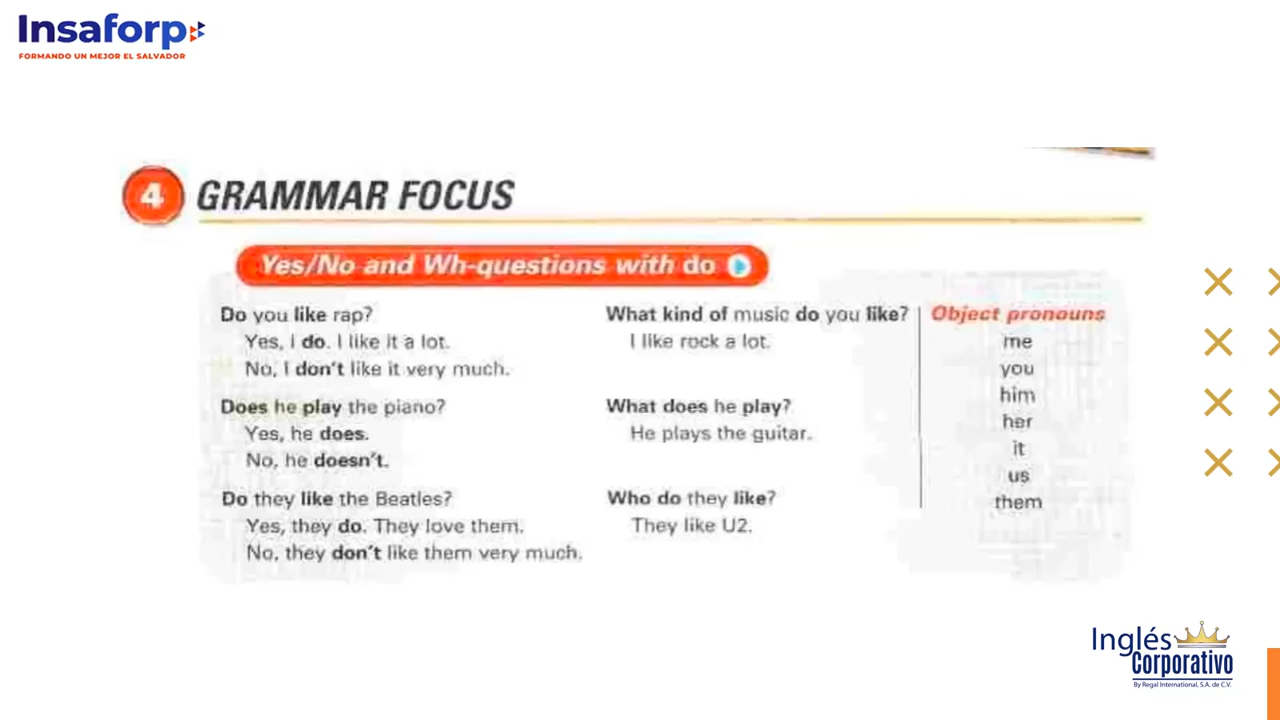 Insaforp
FORMANDO UN MEJOR EL SALVADOR
4 GRAMMAR FOCUS
Yes/No and Wh-questions with do
Do you like rap?
Yes, I do. I like it a lot.
No, I don't like it very much.
Does he play the piano?
Yes, he does.
No, he doesn't.
Do they like the Beatles?
Yes, they do. They love them.
No, they don't like them very much.
What kind of music do you like?
I like rock a lot.
What does he play?
He plays the guitar.
Who do they like?
They like U2.
Object pronouns
me
you
him
her
it
us
them
Inglés
Corporativo
By Regal International, S.A. de C.V.